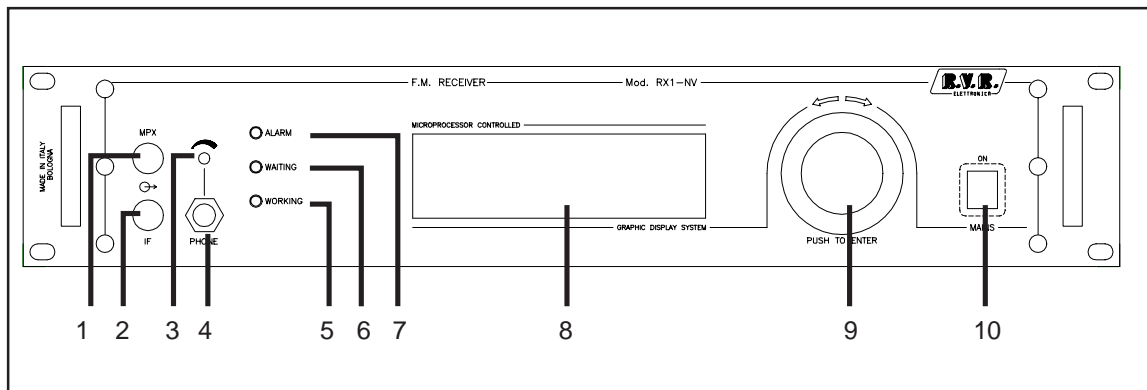 F.M. RECEIVER
Mod. RX1-NV
R.V.R.
ELETTRONICA
MADE IN ITALY
BOLOGNA
MPX
IF
PHONE
ALARM
WAITING
WORKING
MICROPROCESSOR CONTROLLED
GRAPHIC DISPLAY SYSTEM
PUSH TO ENTER
ON
MAINS
1 2 3 4 5 6 7 8 9 10